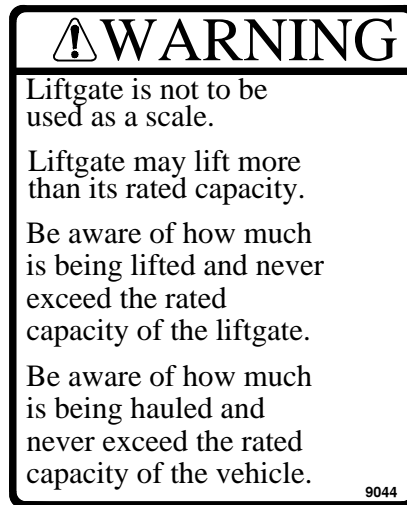 WARNING
Liftgate is not to be
used as a scale.
Liftgate may lift more
than its rated capacity.
Be aware of how much
is being lifted and never
exceed the rated
capacity of the liftgate.
Be aware of how much
is being hauled and
never exceed the rated
capacity of the vehicle.
9044